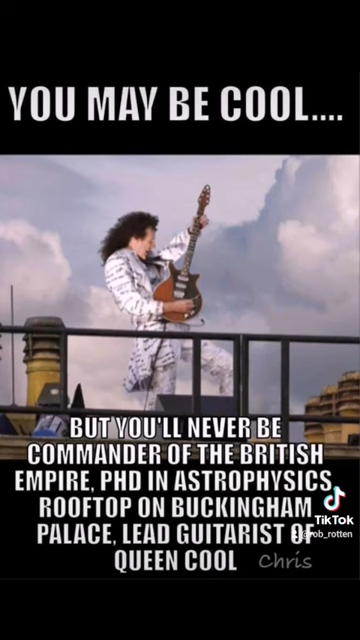 YOU MAY BE COOL....
BUT YOU'LL NEVER BE
COMMANDER OF THE BRITISH
EMPIRE, PHD IN ASTROPHYSICS,
ROOFTOP ON BUCKINGHAM
PALACE, LEAD GUITARIST OF
QUEEN COOL
Chris
TikTok
@rob_rotten